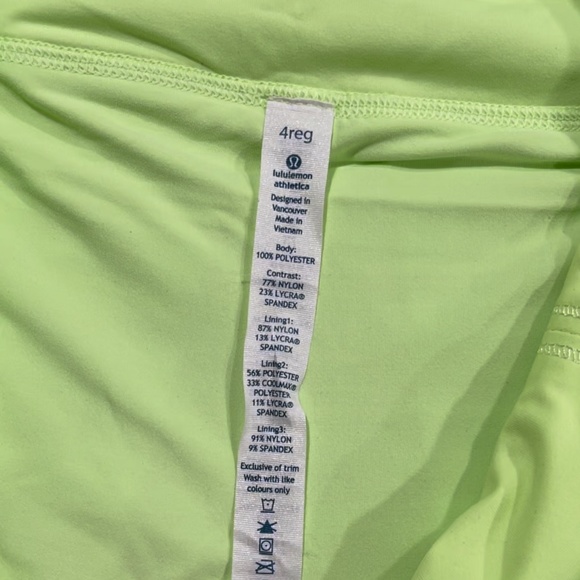 4reg
lululemon
athletica
Designed in
Vancouver
Made in
Vietnam
Body:
100% POLYESTER
Contrast:
77% NYLON
23% LYCRA®
SPANDEX
Lining1:
87% NYLON
13% LYCRA®
SPANDEX
Lining2:
56% POLYESTER
33% COOLMAX®
POLYESTER
11% LYCRA®
SPANDEX
Lining3:
91% NYLON
9% SPANDEX
Exclusive of trim
Wash with like
colours only